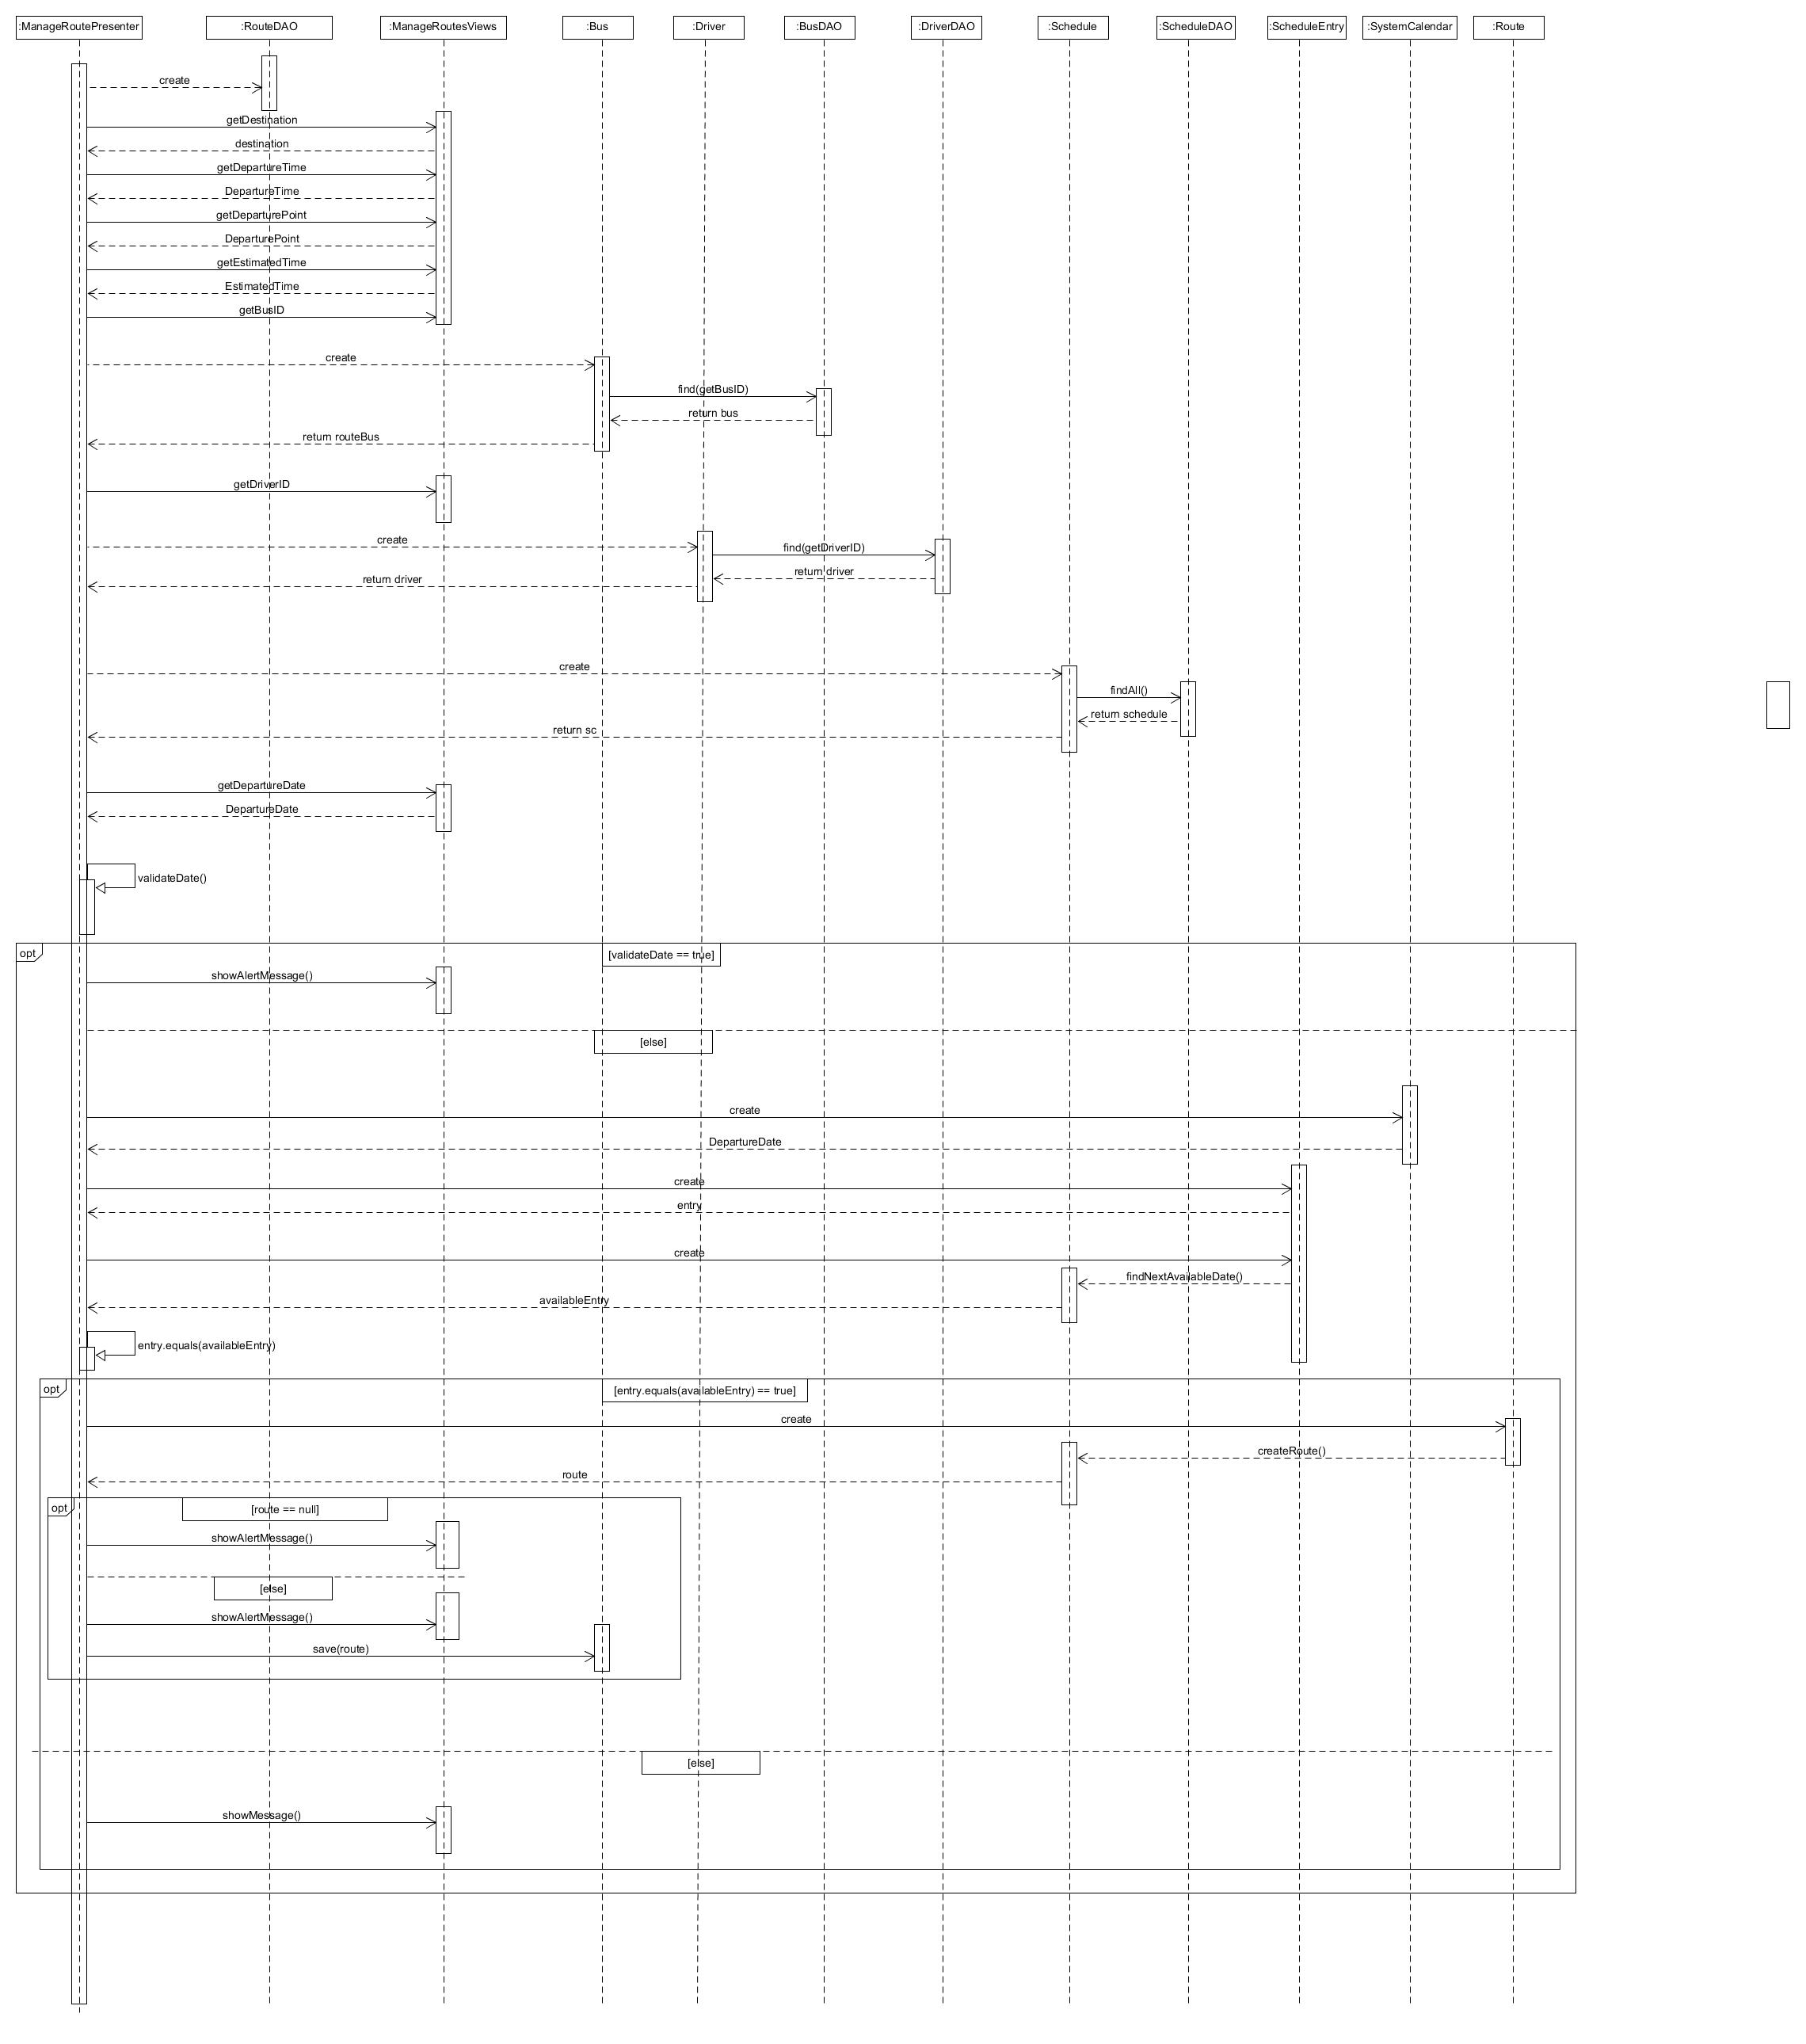 :ManageRoutePresenter
:RouteDAO
:ManageRoutesViews
:Bus
:Driver
:BusDAO
:DriverDAO
:Schedule
:ScheduleDAO
:ScheduleEntry
:SystemCalendar
:Route
create
getDestination
destination
getDepartureTime
DepartureTime
getDeparturePoint
DeparturePoint
getEstimatedTime
EstimatedTime
getBusID
create
find(getBusID)
return bus
return routeBus
getDriverID
create
find(getDriverID)
return driver
return driver
create
findAll()
return schedule
return sc
getDepartureDate
DepartureDate
validateDate()
opt
[validateDate == true]
showAlertMessage()
[else]
create
DepartureDate
create
entry
create
findNextAvailableDate()
availableEntry
entry.equals(availableEntry)
opt
[entry.equals(availableEntry) == true]
create
createRoute()
route
opt
[route == null]
showAlertMessage()
[else]
showAlertMessage()
save(route)
[else]
showMessage()